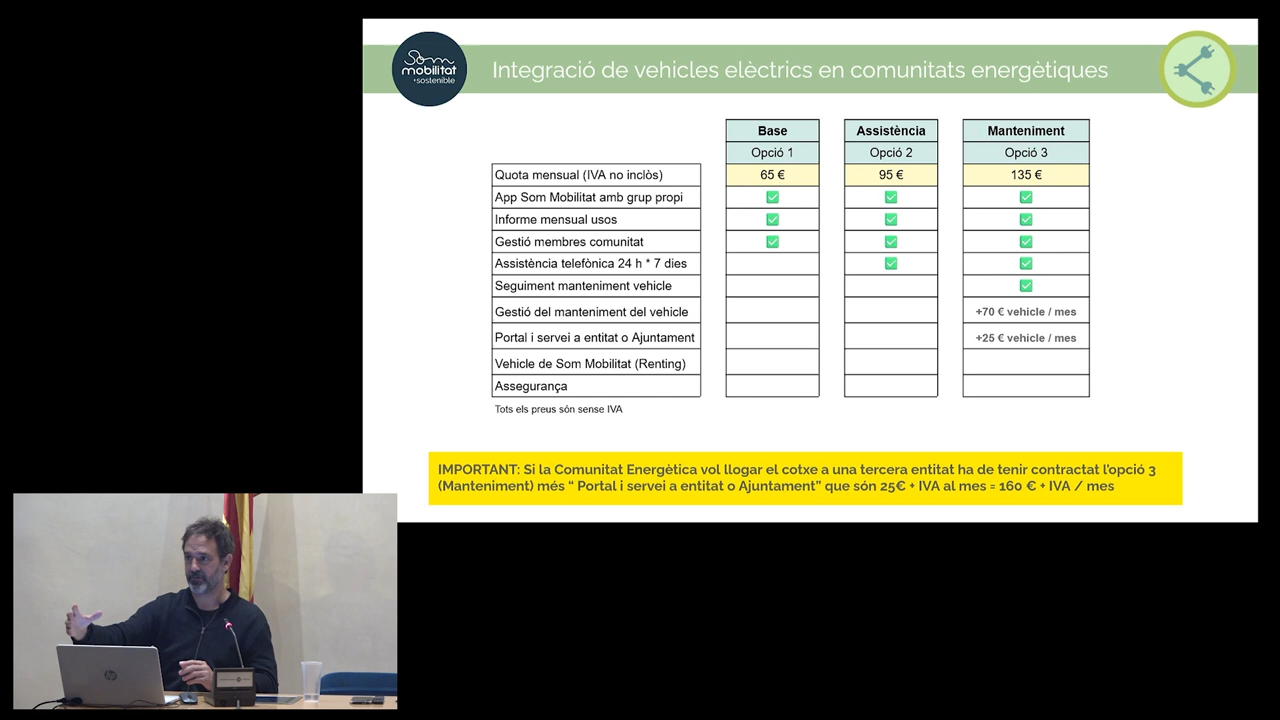 Som
mobilitat
+sostenible
Integració de vehicles elèctrics en comunitats energètiques
Base
Assistència
Manteniment
Opció 1
Opció 2
Opció 3
Quota mensual (IVA no inclòs)
65 €
95 €
135 €
App Som Mobilitat amb grup propi
✅
✅
✅
Informe mensual usos
✅
✅
✅
Gestió membres comunitat
✅
✅
✅
Assistència telefònica 24 h * 7 dies
✅
✅
Seguiment manteniment vehicle
✅
Gestió del manteniment del vehicle
+70 € vehicle / mes
Portal i servei a entitat o Ajuntament
+25 € vehicle / mes
Vehicle de Som Mobilitat (Renting)
Assegurança
Tots els preus són sense IVA
IMPORTANT: Si la Comunitat Energètica vol llogar el cotxe a una tercera entitat ha de tenir contractat l'opció 3
(Manteniment) més “ Portal i servei a entitat o Ajuntament” que són 25€ + IVA al mes = 160 € + IVA / mes
hp